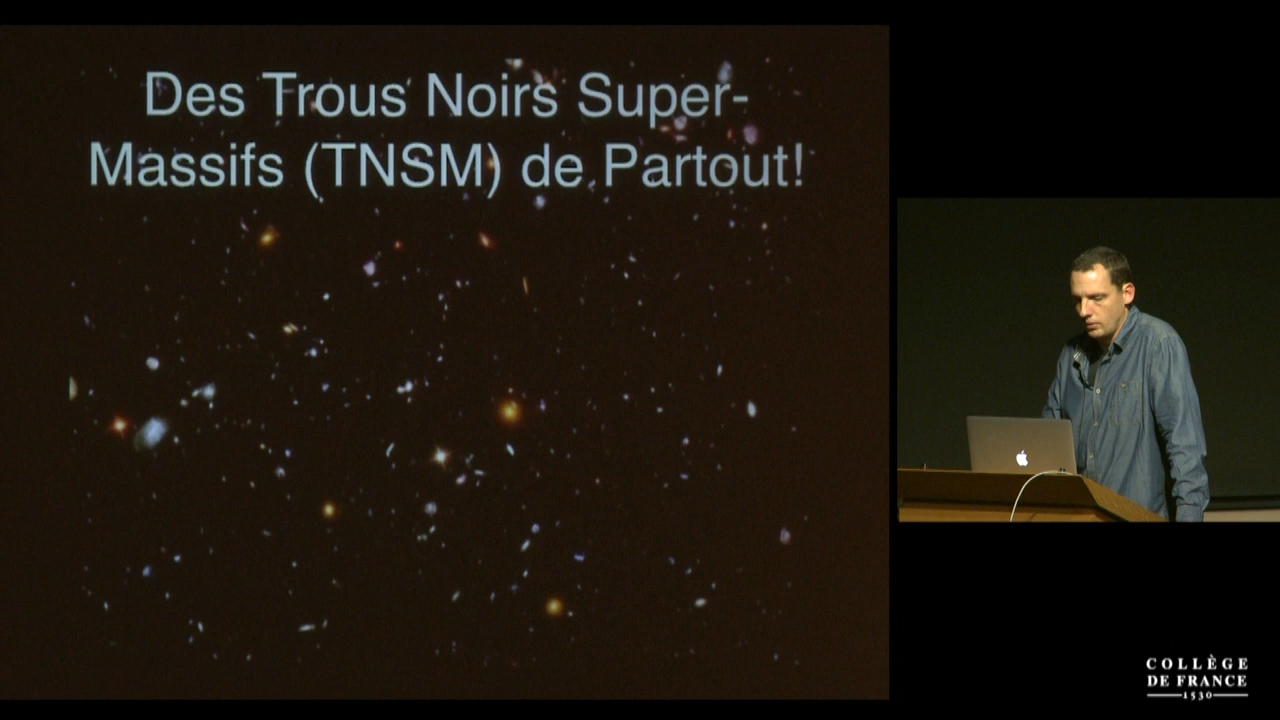 Des Trous Noirs Super-
Massifs (TNSM) de Partout!
COLLÈGE
DE FRANCE
1530